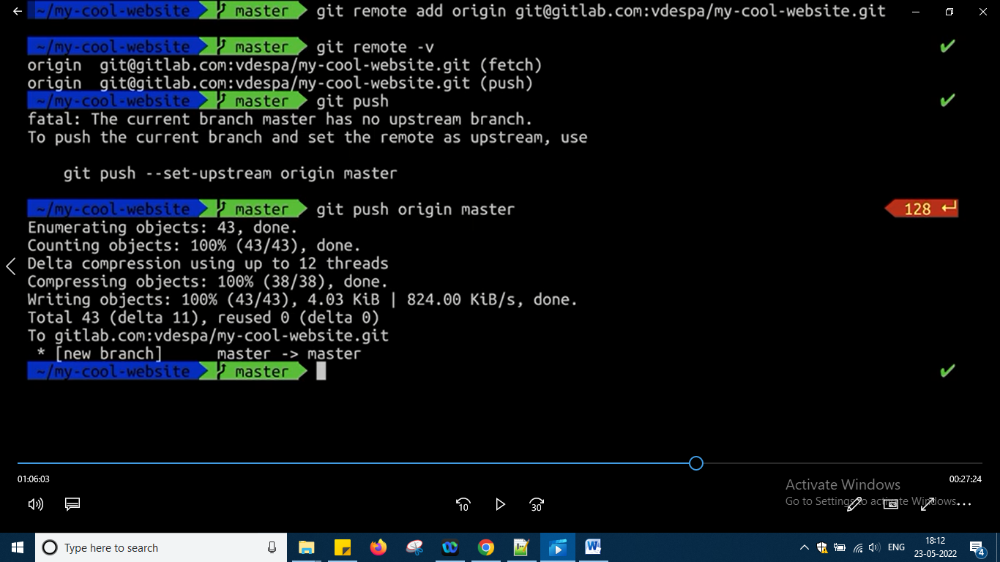 ~/my-cool-website master git remote add origin git@gitlab.com:vdespa/my-cool-website.git
~/my-cool-website master git remote -v ✔
origin git@gitlab.com:vdespa/my-cool-website.git (fetch)
origin git@gitlab.com:vdespa/my-cool-website.git (push)
~/my-cool-website master git push ✔
fatal: The current branch master has no upstream branch.
To push the current branch and set the remote as upstream, use
git push --set-upstream origin master
~/my-cool-website master git push origin master 128 ↵
Enumerating objects: 43, done.
Counting objects: 100% (43/43), done.
Delta compression using up to 12 threads
Compressing objects: 100% (38/38), done.
Writing objects: 100% (43/43), 4.03 KiB | 824.00 KiB/s, done.
Total 43 (delta 11), reused 0 (delta 0)
To gitlab.com:vdespa/my-cool-website.git
* [new branch] master -> master
~/my-cool-website master ✔
01:06:03 00:27:24
Activate Windows
Go to Settings to activate Windows.
10 30
Type here to search
ENG 18:12
23-05-2022 4